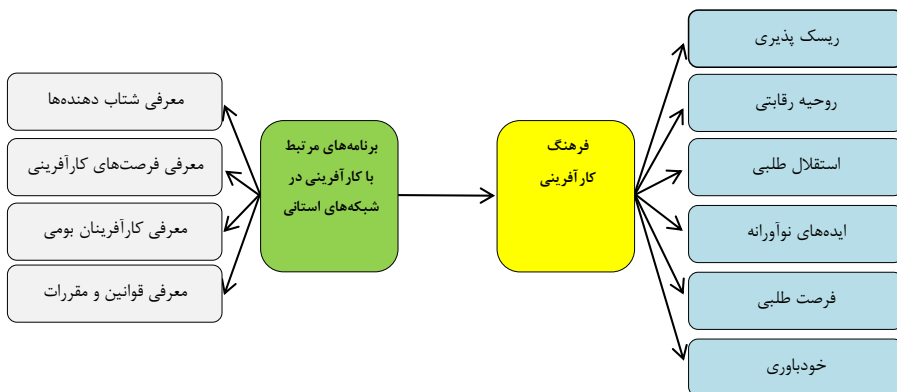 ریسک پذیری
روحیه رقابتی
استقلال طلبی
ایده‌های نوآورانه
فرصت طلبی
خودباوری
فرهنگ
کارآفرینی
برنامه‌های مرتبط
با کارآفرینی در
شبکه‌های استانی
معرفی شتاب دهنده‌ها
معرفی فرصت‌های کارآفرینی
معرفی کارآفرینان بومی
معرفی قوانین و مقررات